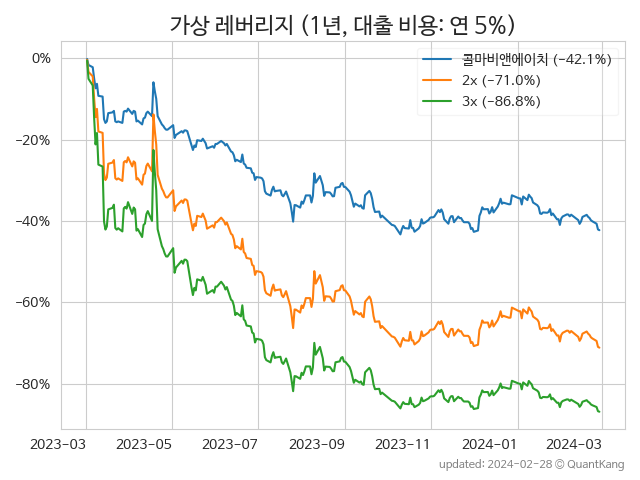 가상 레버리지 (1년, 대출 비용: 연 5%)
콜마비앤에이치 (−42.1%)
2x (−71.0%)
3x (−86.8%)
0%
−20%
−40%
−60%
−80%
2023-03 2023-05 2023-07 2023-09 2023-11 2024-01 2024-03
updated: 2024-02-28 © QuantKang